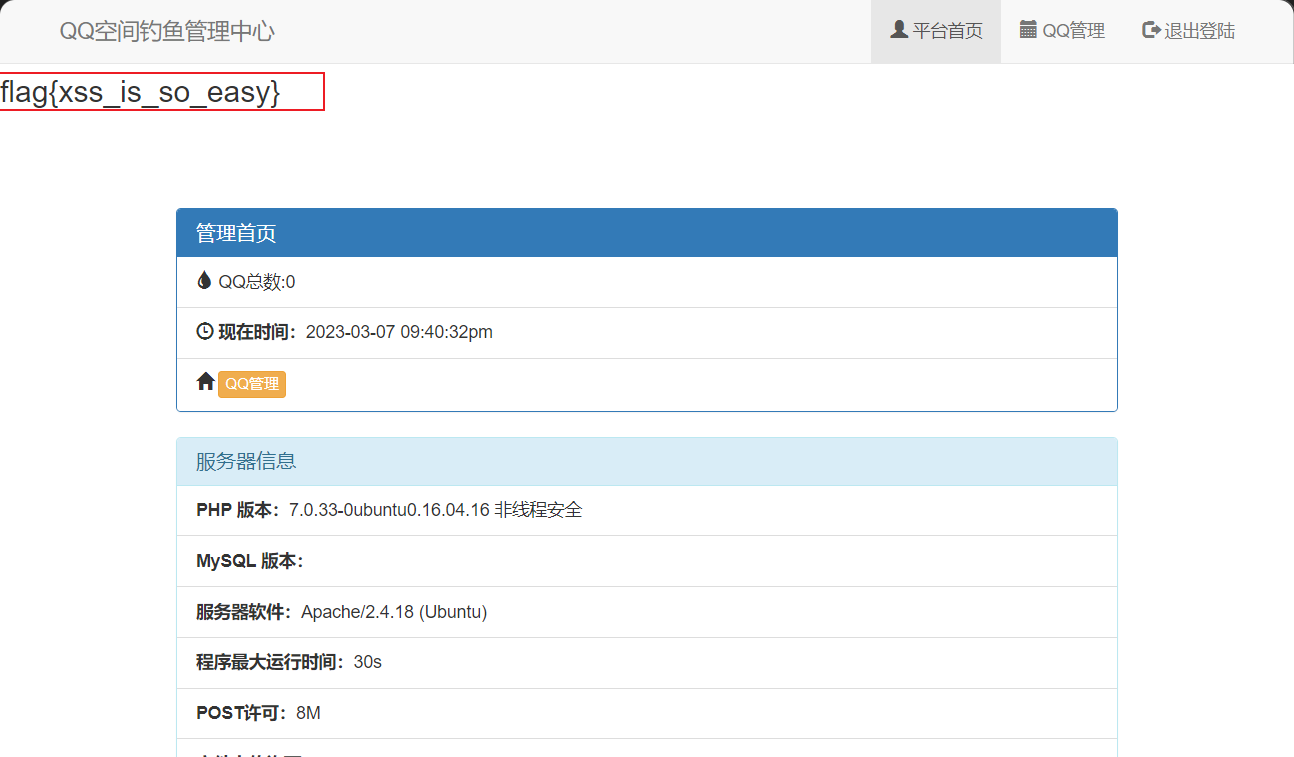 QQ空间钓鱼管理中心
平台首页
QQ管理
退出登陆
flag{xss_is_so_easy}
管理首页
QQ总数:0
现在时间：2023-03-07 09:40:32pm
QQ管理
服务器信息
PHP 版本：7.0.33-0ubuntu0.16.04.16 非线程安全
MySQL 版本：
服务器软件：Apache/2.4.18 (Ubuntu)
程序最大运行时间：30s
POST许可：8M